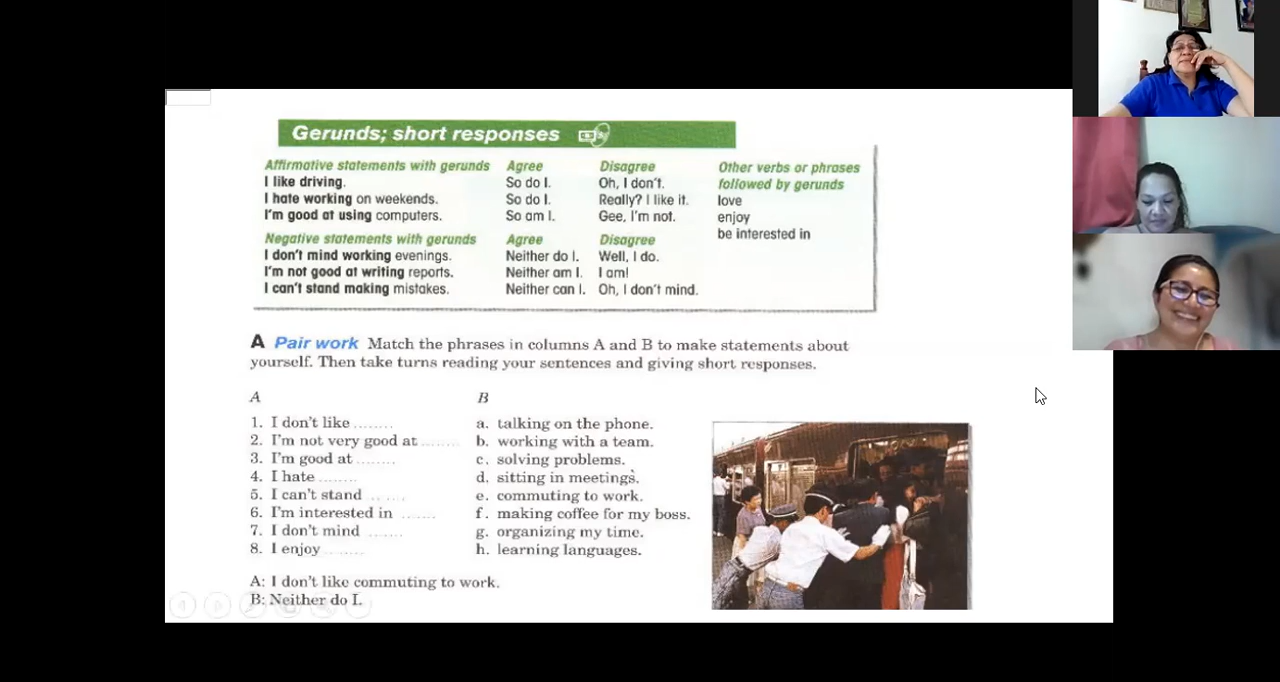 Gerunds; short responses
Affirmative statements with gerunds Agree Disagree Other verbs or phrases
I like driving. So do I. Oh, I don't. followed by gerunds
I hate working on weekends. So do I. Really? I like it. love
I'm good at using computers. So am I. Gee, I'm not. enjoy
Negative statements with gerunds Agree Disagree be interested in
I don't mind working evenings. Neither do I. Well, I do.
I'm not good at writing reports. Neither am I. I am!
I can't stand making mistakes. Neither can I. Oh, I don't mind.
A Pair work Match the phrases in columns A and B to make statements about
yourself. Then take turns reading your sentences and giving short responses.
A B
1. I don't like ........ a. talking on the phone.
2. I'm not very good at ........ b. working with a team.
3. I'm good at ........ c. solving problems.
4. I hate ........ d. sitting in meetings.
5. I can't stand ........ e. commuting to work.
6. I'm interested in ........ f. making coffee for my boss.
7. I don't mind ........ g. organizing my time.
8. I enjoy ........ h. learning languages.
A: I don't like commuting to work.
B: Neither do I.